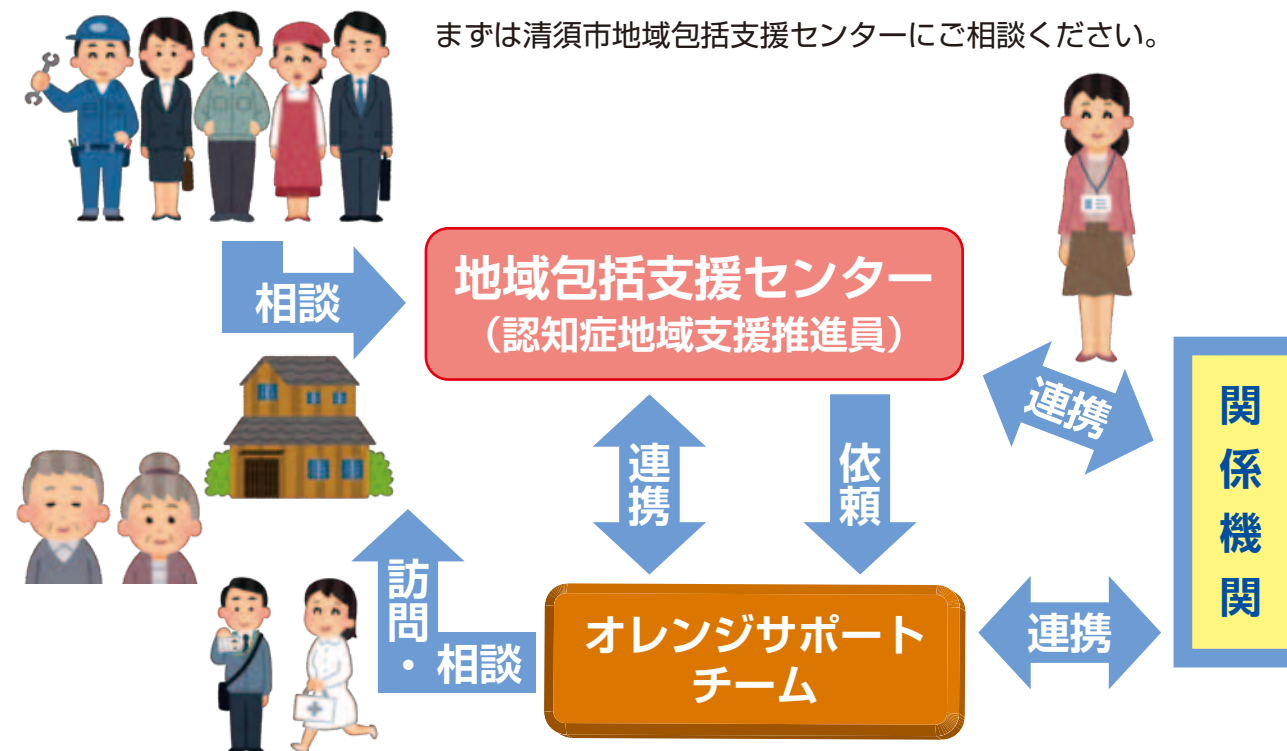 まずは清須市地域包括支援センターにご相談ください。
相談
地域包括支援センター
（認知症地域支援推進員）
連携
関係機関
連携
依頼
訪問・相談
オレンジサポート
チーム
連携